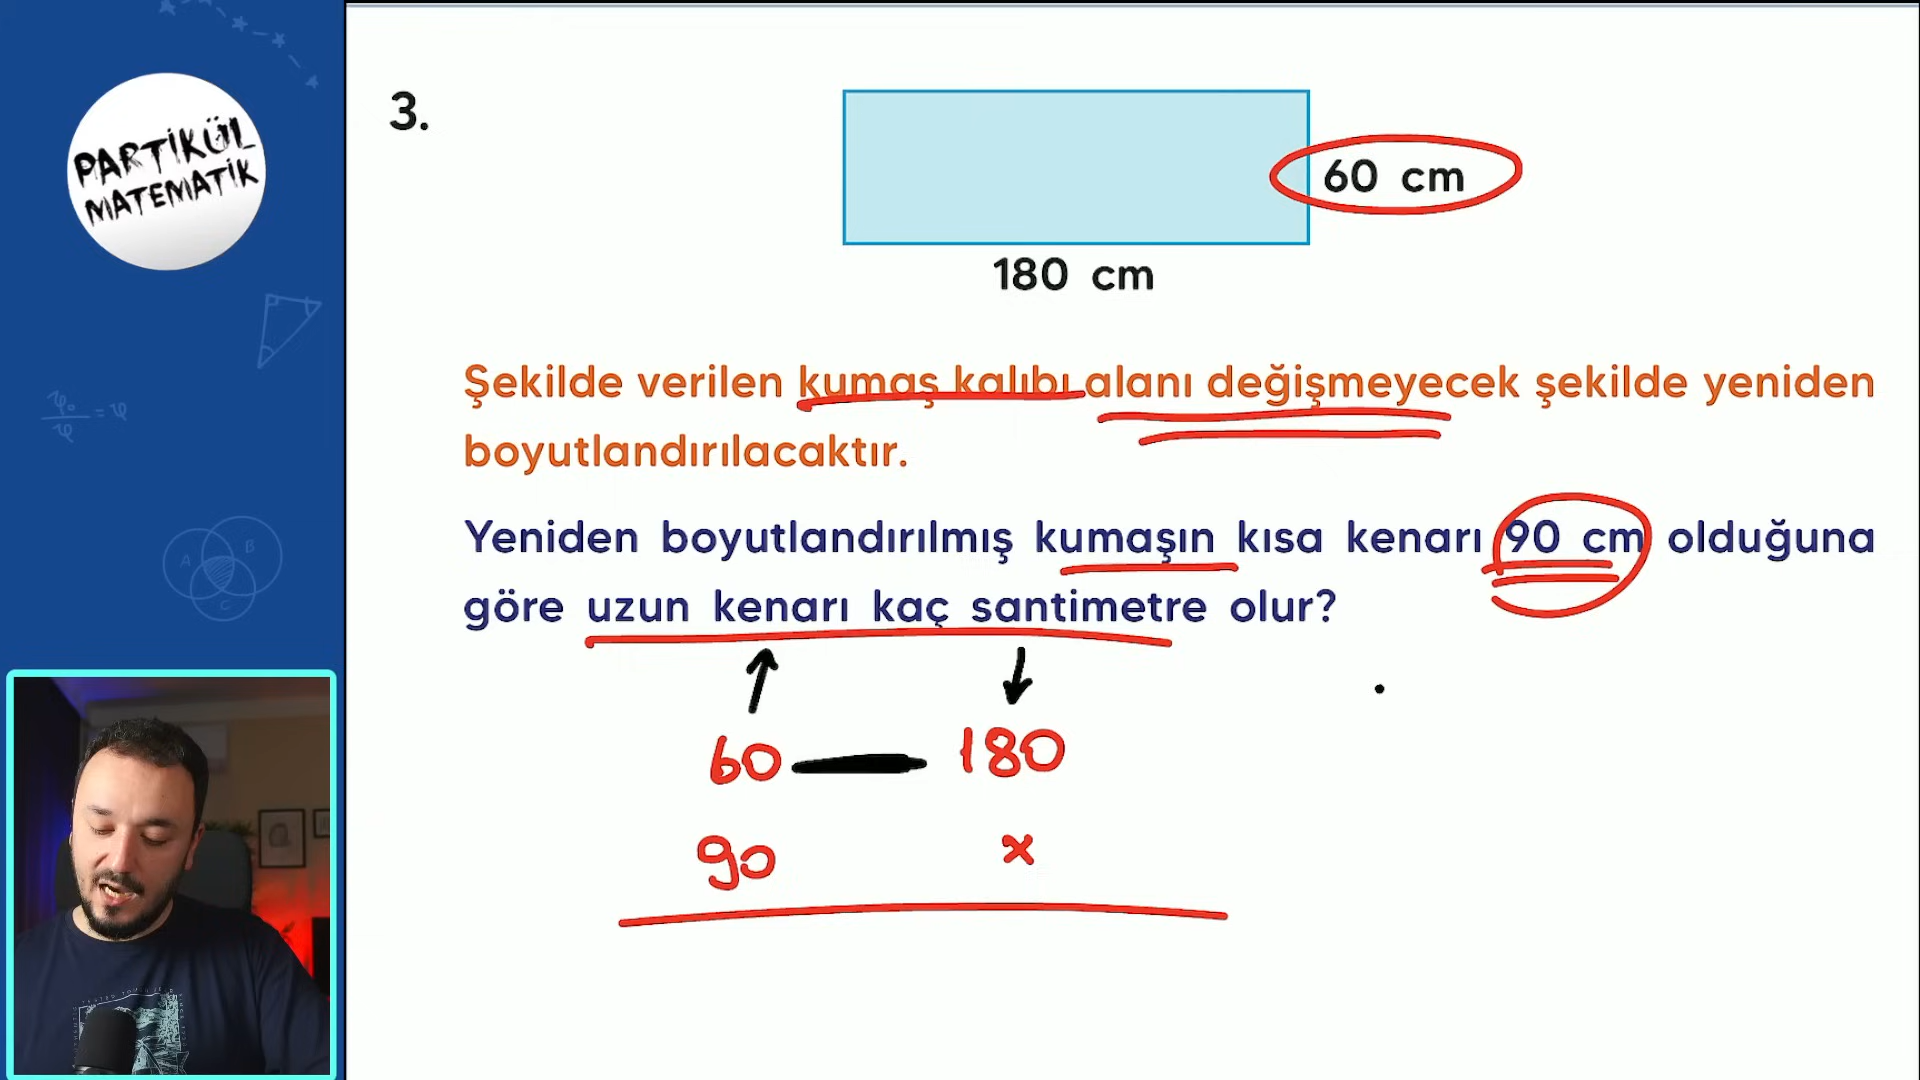 PARTİKÜL
MATEMATİK
3.
60 cm
180 cm
Şekilde verilen kumaş kalıbı alanı değişmeyecek şekilde yeniden
boyutlandırılacaktır.
Yeniden boyutlandırılmış kumaşın kısa kenarı 90 cm olduğuna
göre uzun kenarı kaç santimetre olur?
60 — 180
90 x
A B
C